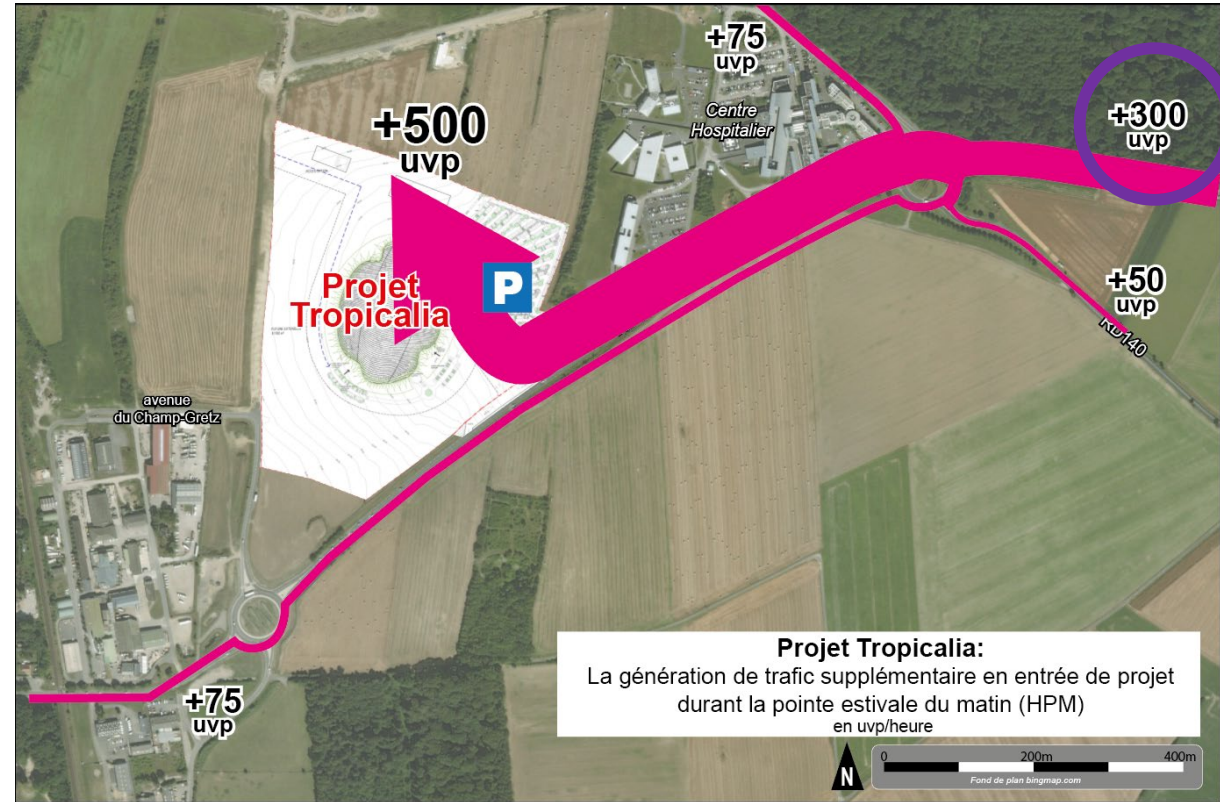 +75
uvp
Centre
Hospitalier
+300
uvp
+500
uvp
Projet
Tropicalia
P
+50
uvp
RD140
avenue
du Champ-Gretz
+75
uvp
Projet Tropicalia:
La génération de trafic supplémentaire en entrée de projet
durant la pointe estivale du matin (HPM)
en uvp/heure
N
0 200m 400m
Fond de plan bingmap.com